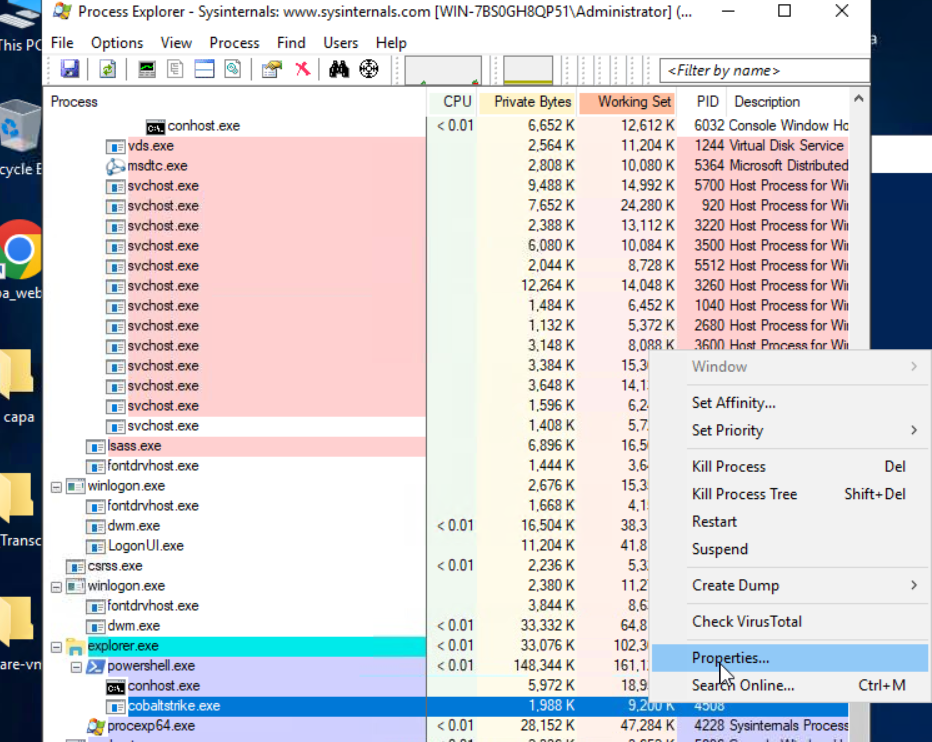 Process Explorer - Sysinternals: www.sysinternals.com [WIN-7BS0GH8QP51\Administrator] (...
This PC
File Options View Process Find Users Help
<Filter by name>
Process CPU Private Bytes Working Set PID Description
conhost.exe < 0.01 6,652 K 12,612 K 6032 Console Window Hc
vds.exe 2,564 K 11,204 K 1244 Virtual Disk Service
msdtc.exe 2,808 K 10,080 K 5364 Microsoft Distributed
svchost.exe 9,488 K 14,992 K 5700 Host Process for Wi
svchost.exe 7,652 K 24,280 K 920 Host Process for Wi
svchost.exe 2,388 K 13,112 K 3220 Host Process for Wi
svchost.exe 6,080 K 10,084 K 3500 Host Process for Wi
svchost.exe 2,044 K 8,728 K 5512 Host Process for Wi
svchost.exe 12,264 K 14,048 K 3260 Host Process for Wi
svchost.exe 1,484 K 6,452 K 1040 Host Process for Wi
svchost.exe 1,132 K 5,372 K 2680 Host Process for Wi
svchost.exe 3,148 K 8,088 K 3600 Host Process for Wi
svchost.exe 3,384 K 15,3
svchost.exe 3,648 K 14,1
svchost.exe 1,596 K 6,2
svchost.exe 1,408 K 5,7
lsass.exe 6,896 K 16,5
fontdrvhost.exe 1,444 K 3,6
winlogon.exe 2,676 K 15,3
fontdrvhost.exe 1,668 K 4,1
dwm.exe < 0.01 16,504 K 38,3
LogonUI.exe 11,204 K 41,8
csrss.exe < 0.01 2,236 K 5,3
winlogon.exe 2,380 K 11,2
fontdrvhost.exe 3,844 K 8,6
dwm.exe < 0.01 33,332 K 64,8
explorer.exe < 0.01 33,076 K 102,3
powershell.exe < 0.01 148,344 K 161,1
conhost.exe 5,972 K 18,9
cobaltstrike.exe 1,988 K 9,200 K 4508
procexp64.exe < 0.01 28,152 K 47,284 K 4228 Sysinternals Process
Window
Set Affinity...
Set Priority
Kill Process Del
Kill Process Tree Shift+Del
Restart
Suspend
Create Dump
Check VirusTotal
Properties...
Search Online... Ctrl+M
cycle B
pa_web
capa
Transc
are-vn